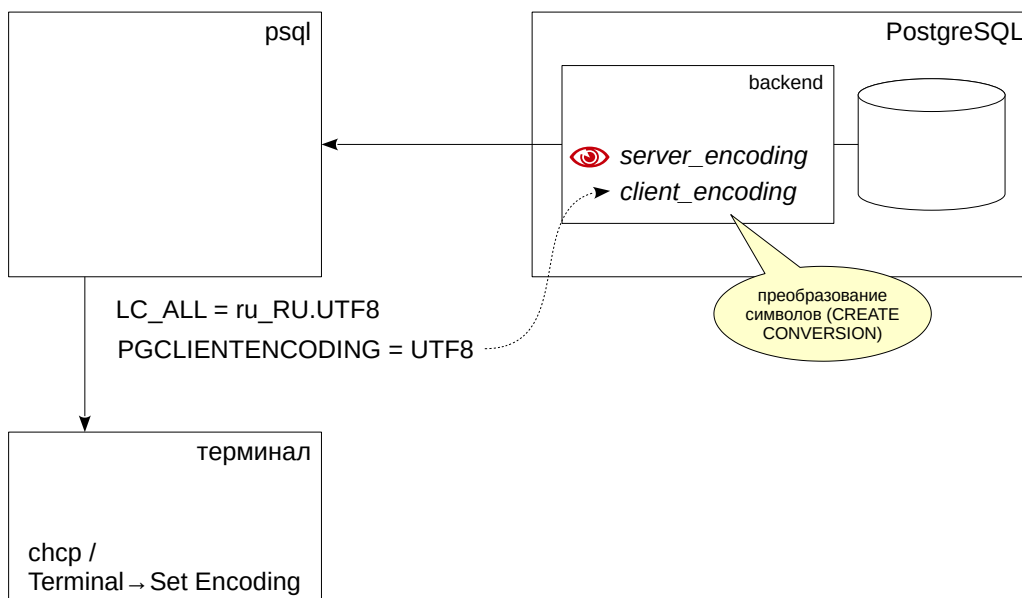 psql
PostgreSQL
backend
server_encoding
client_encoding
преобразование
символов (CREATE
CONVERSION)
LC_ALL = ru_RU.UTF8
PGCLIENTENCODING = UTF8
терминал
chcp /
Terminal→Set Encoding